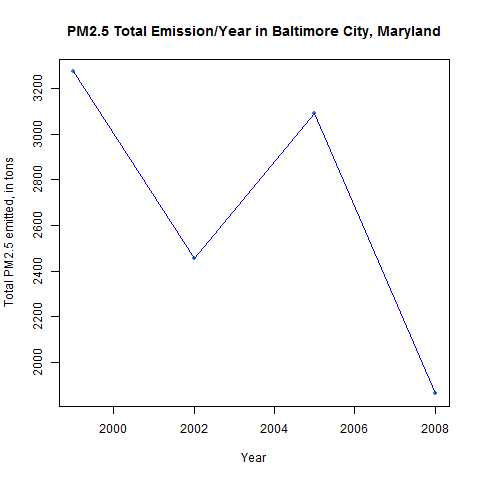 PM2.5 Total Emission/Year in Baltimore City, Maryland
Total PM2.5 emitted, in tons
3200
3000
2800
2600
2400
2200
2000
2000 2002 2004 2006 2008
Year